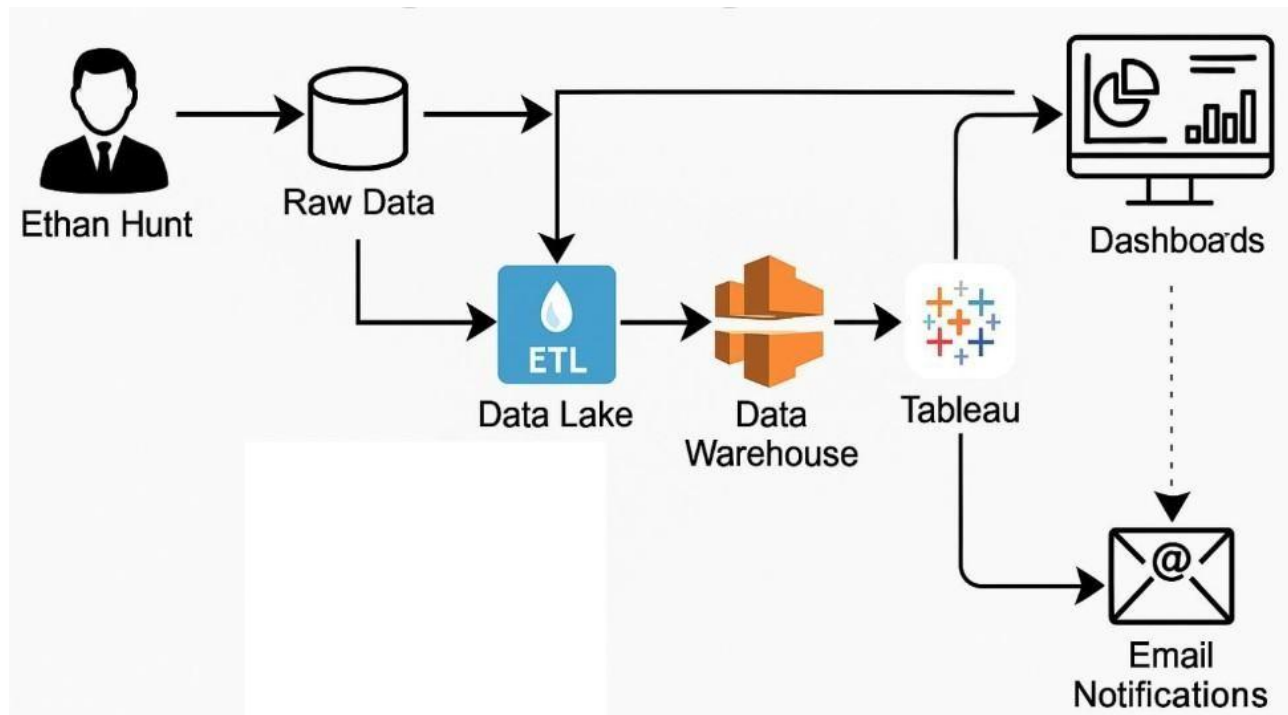 Ethan Hunt
Raw Data
Dashboards
ETL
Data Lake
Data
Warehouse
Tableau
@
Email
Notifications